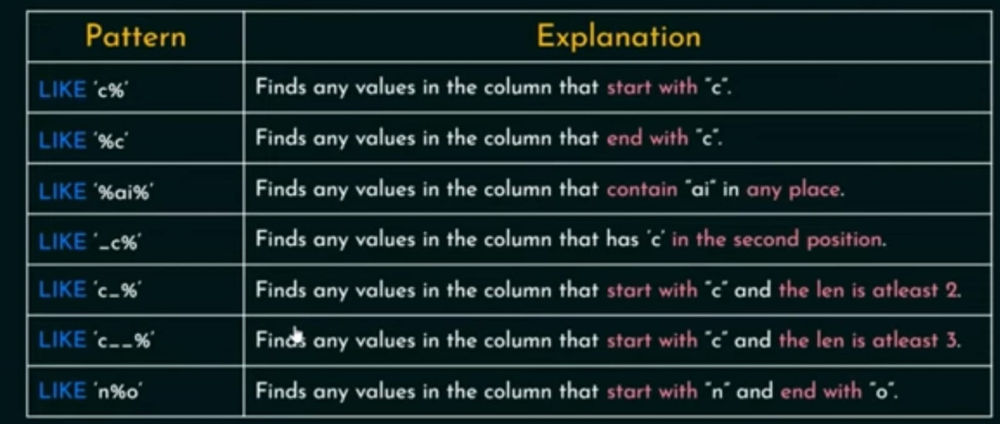 Pattern Explanation
LIKE 'c%' Finds any values in the column that start with "c".
LIKE '%c' Finds any values in the column that end with "c".
LIKE '%ai%' Finds any values in the column that contain "ai" in any place.
LIKE '_c%' Finds any values in the column that has 'c' in the second position.
LIKE 'c_%' Finds any values in the column that start with "c" and the len is atleast 2.
LIKE 'c__%' Finds any values in the column that start with "c" and the len is atleast 3.
LIKE 'n%o' Finds any values in the column that start with "n" and end with "o".